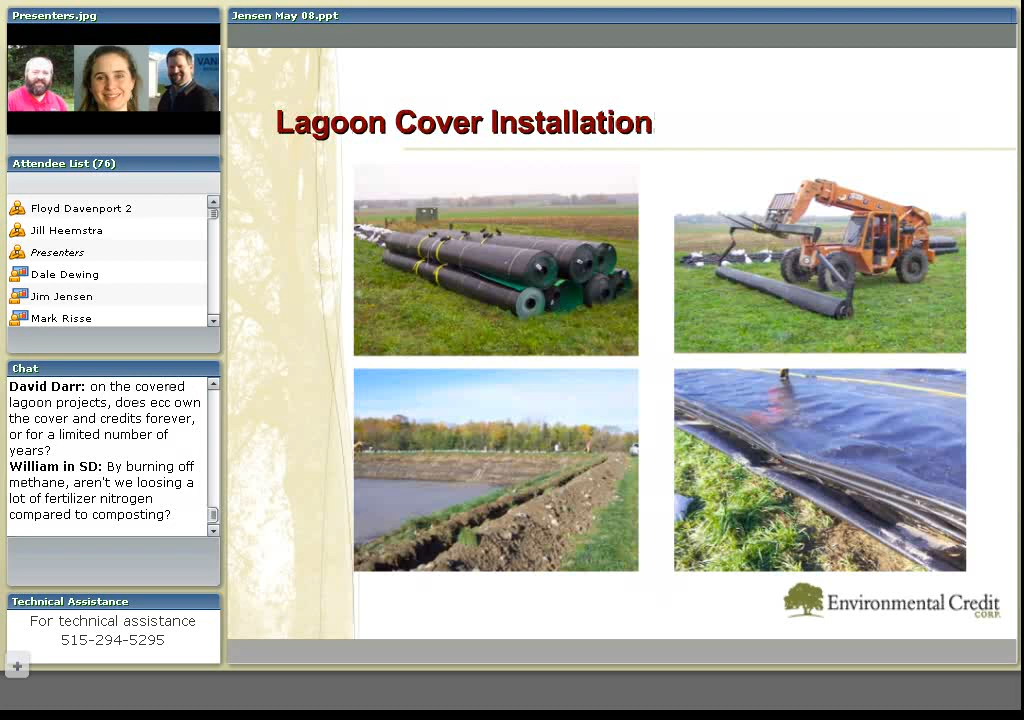 Presenters.jpg
VAN
Attendee List (76)
Floyd Davenport 2
Jill Heemstra
Presenters
Dale Dewing
Jim Jensen
Mark Risse
Chat
David Darr: on the covered
lagoon projects, does ecc own
the cover and credits forever,
or for a limited number of
years?
William in SD: By burning off
methane, aren't we loosing a
lot of fertilizer nitrogen
compared to composting?
Technical Assistance
For technical assistance
515-294-5295
Jensen May 08.ppt
Lagoon Cover Installation
Environmental Credit
CORP.